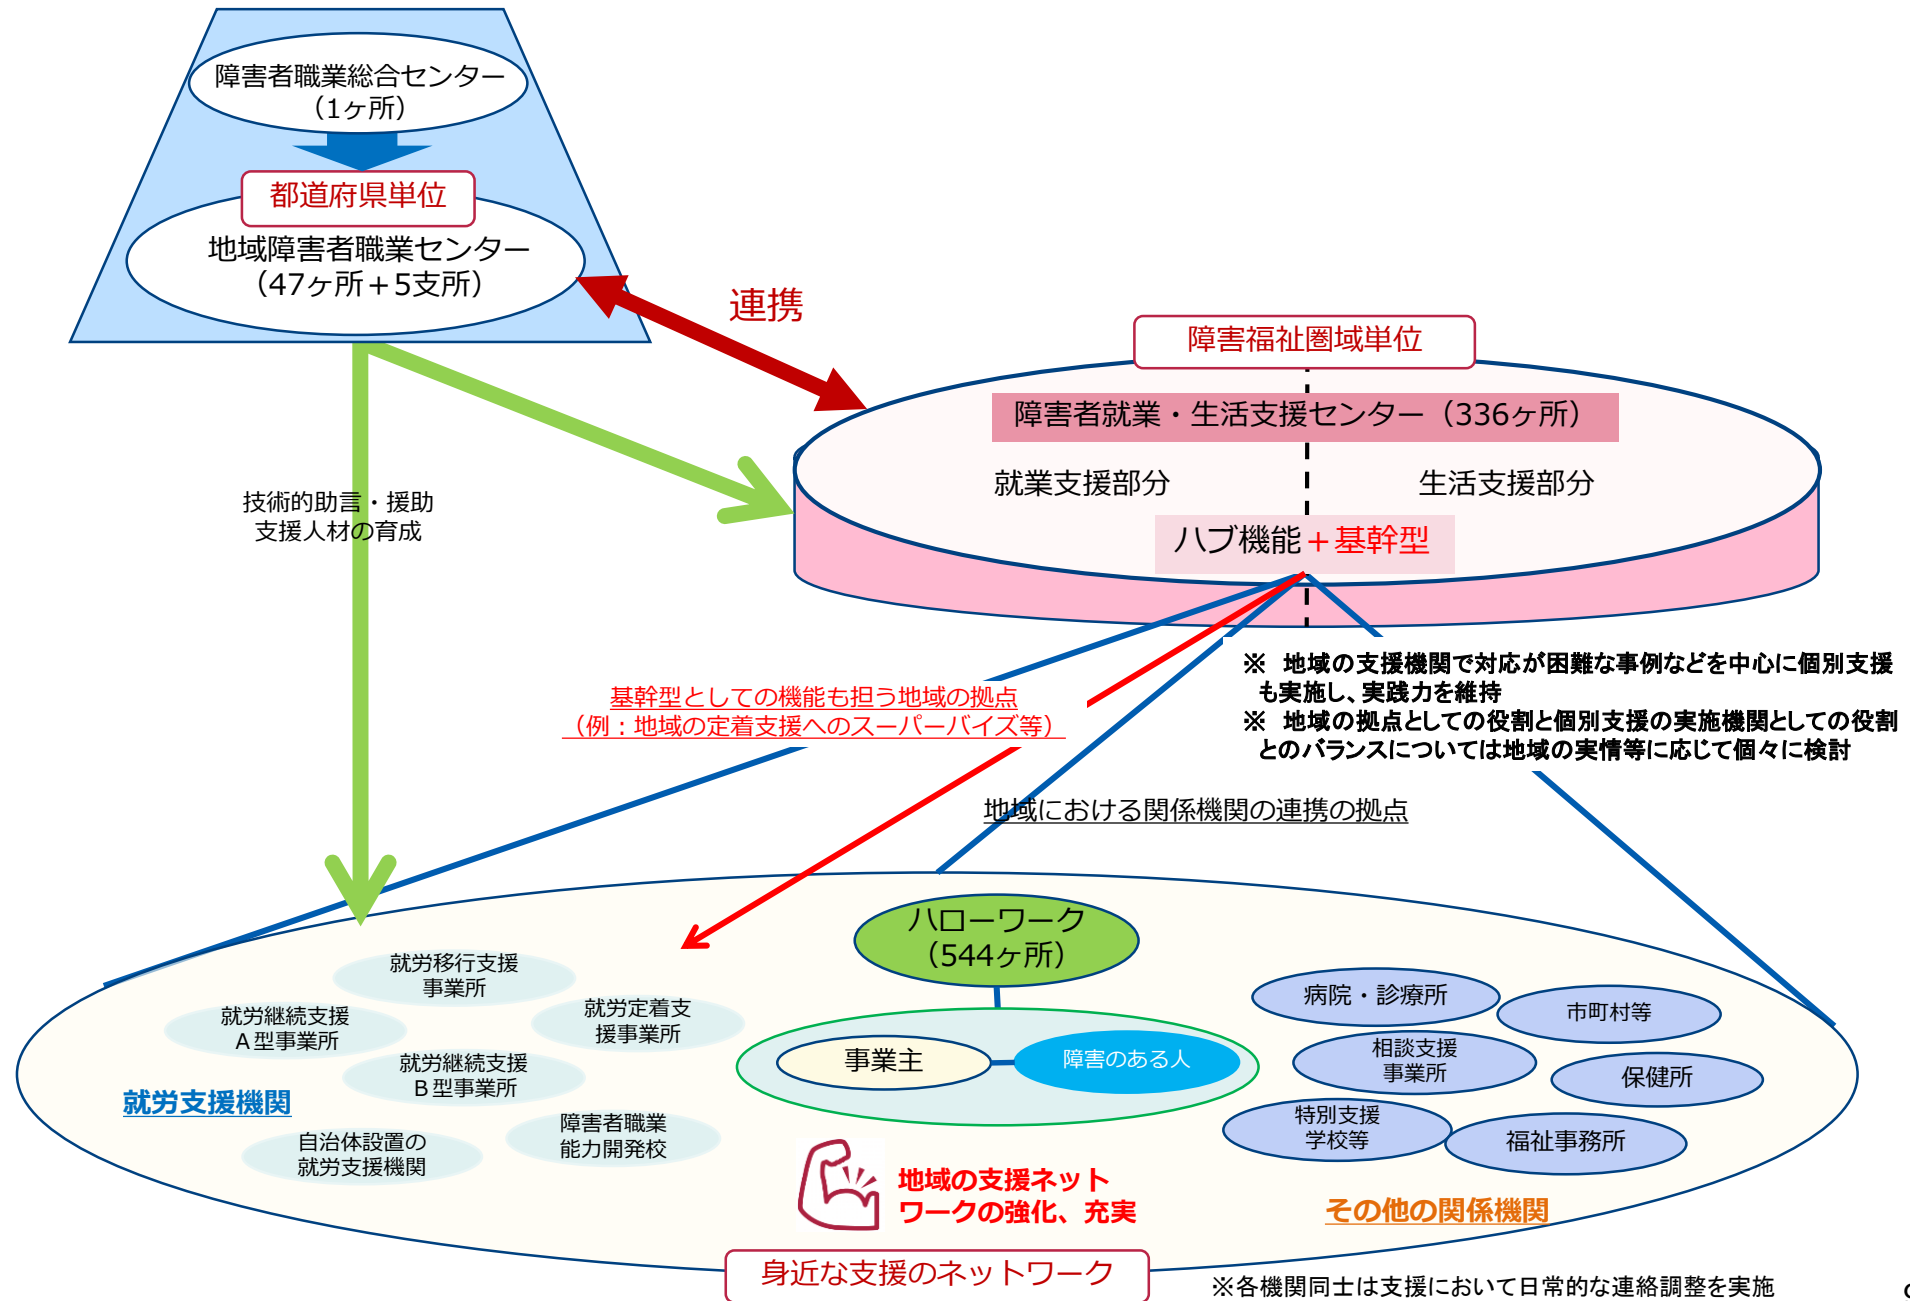 障害者職業総合センター
（1ヶ所）
都道府県単位
地域障害者職業センター
（47ヶ所＋5支所）
連携
障害福祉圏域単位
障害者就業・生活支援センター（336ヶ所）
就業支援部分
生活支援部分
ハブ機能＋基幹型
技術的助言・援助
支援人材の育成
※　地域の支援機関で対応が困難な事例などを中心に個別支援
も実施し、実践力を維持
※　地域の拠点としての役割と個別支援の実施機関としての役割
とのバランスについては地域の実情等に応じて個々に検討
基幹型としての機能も担う地域の拠点
（例：地域の定着支援へのスーパーバイズ等）
地域における関係機関の連携の拠点
ハローワーク
（544ヶ所）
就労移行支援
事業所
就労定着支
援事業所
就労継続支援
Ａ型事業所
就労継続支援
Ｂ型事業所
就労支援機関
障害者職業
能力開発校
自治体設置の
就労支援機関
事業主
障害のある人
病院・診療所
市町村等
相談支援
事業所
保健所
特別支援
学校等
福祉事務所
地域の支援ネット
ワークの強化、充実
その他の関係機関
身近な支援のネットワーク
※各機関同士は支援において日常的な連絡調整を実施